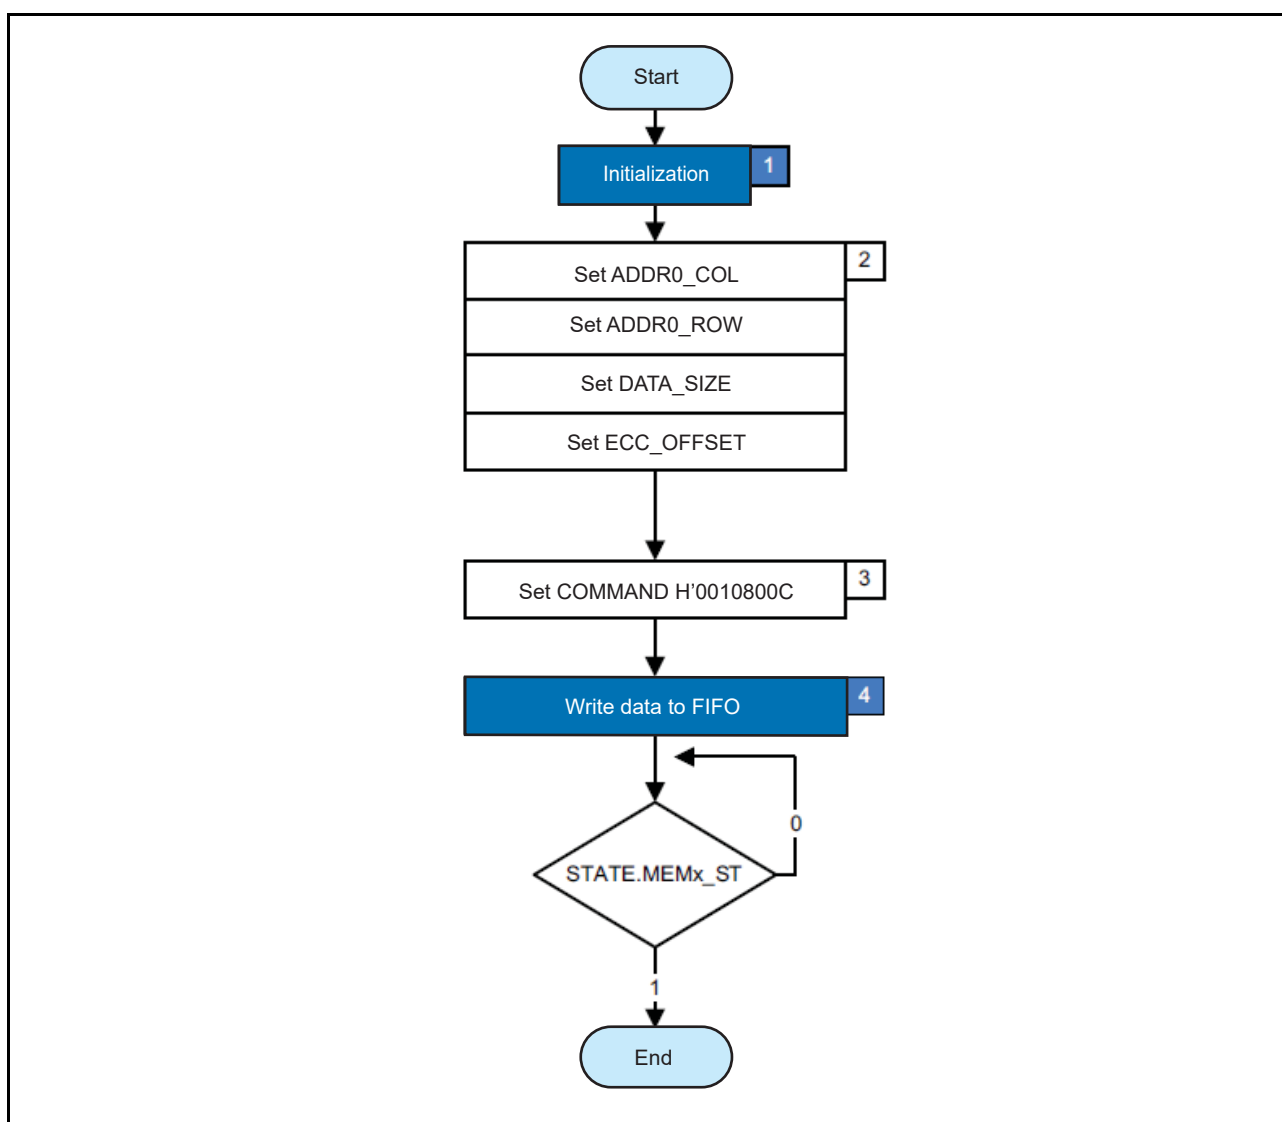 Start
Initialization
1
Set ADDR0_COL
2
Set ADDR0_ROW
Set DATA_SIZE
Set ECC_OFFSET
Set COMMAND H’0010800C
3
Write data to FIFO
4
0
STATE.MEMx_ST
1
End